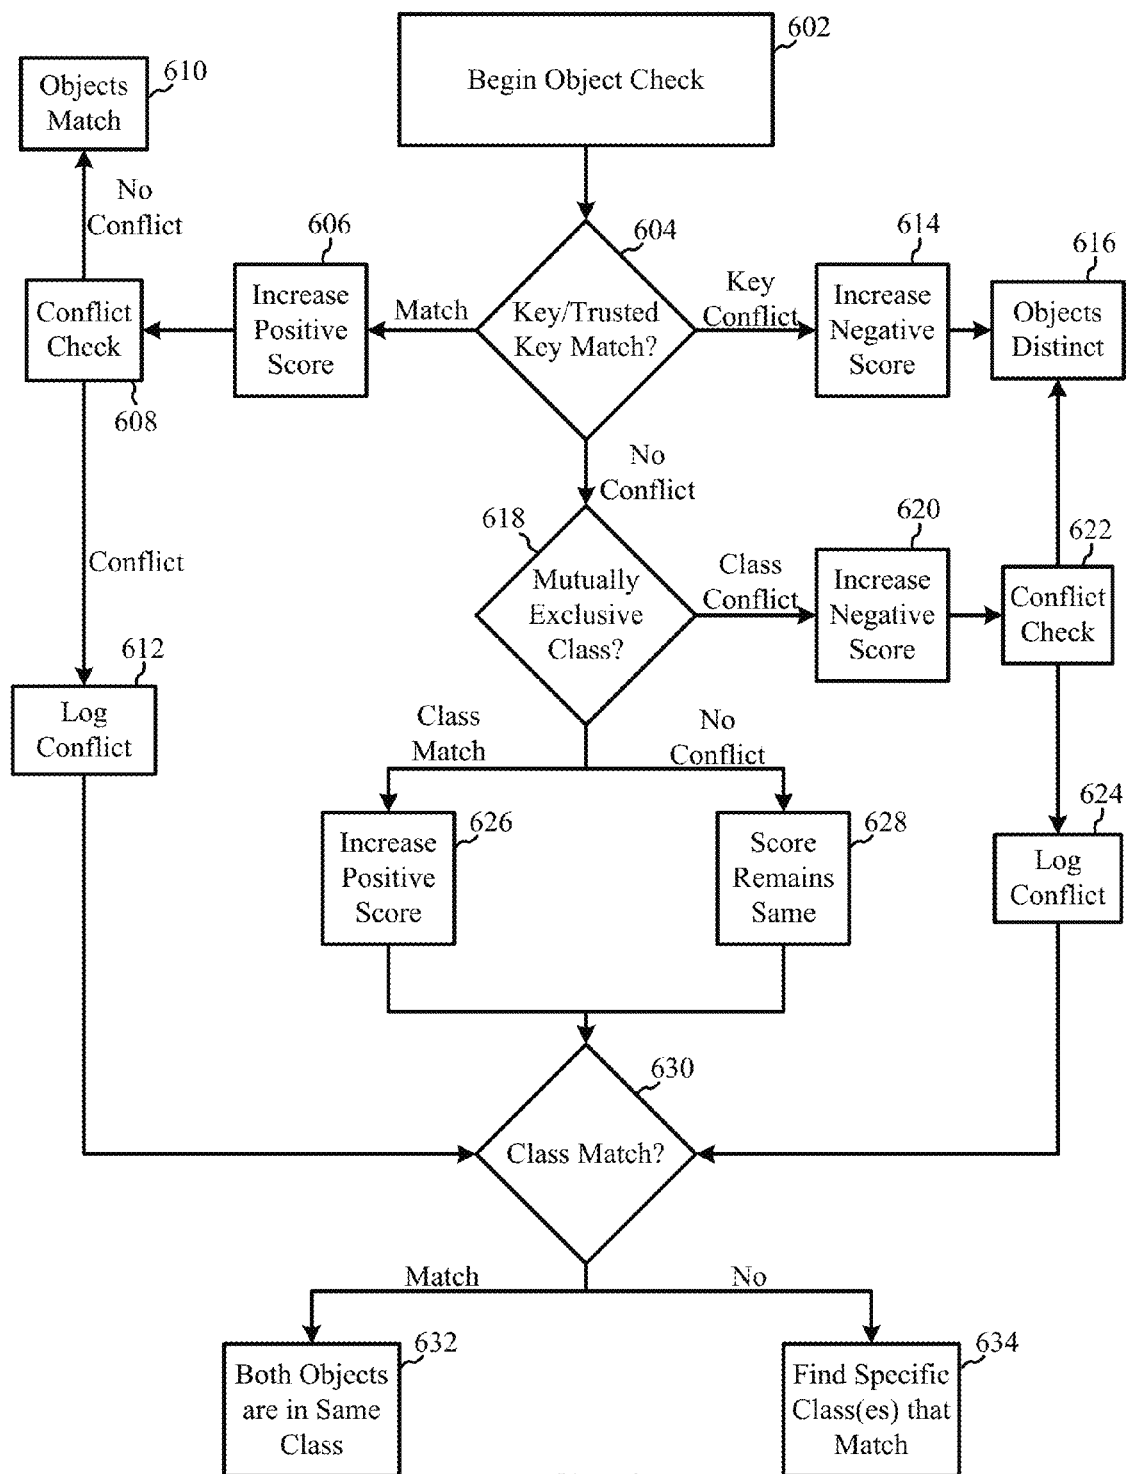 602
Begin Object Check
610
Objects
Match
No
Conflict
606
604
614
616
Increase
Positive
Score
Match
Key/Trusted
Key Match?
Key
Conflict
Increase
Negative
Score
Objects
Distinct
Conflict
Check
608
No
Conflict
618
620
622
Conflict
Mutually
Exclusive
Class?
Class
Conflict
Increase
Negative
Score
Conflict
Check
612
Log
Conflict
Class
Match
No
Conflict
626
628
624
Increase
Positive
Score
Score
Remains
Same
Log
Conflict
630
Class Match?
Match
No
632
634
Both Objects
are in Same
Class
Find Specific
Class(es) that
Match